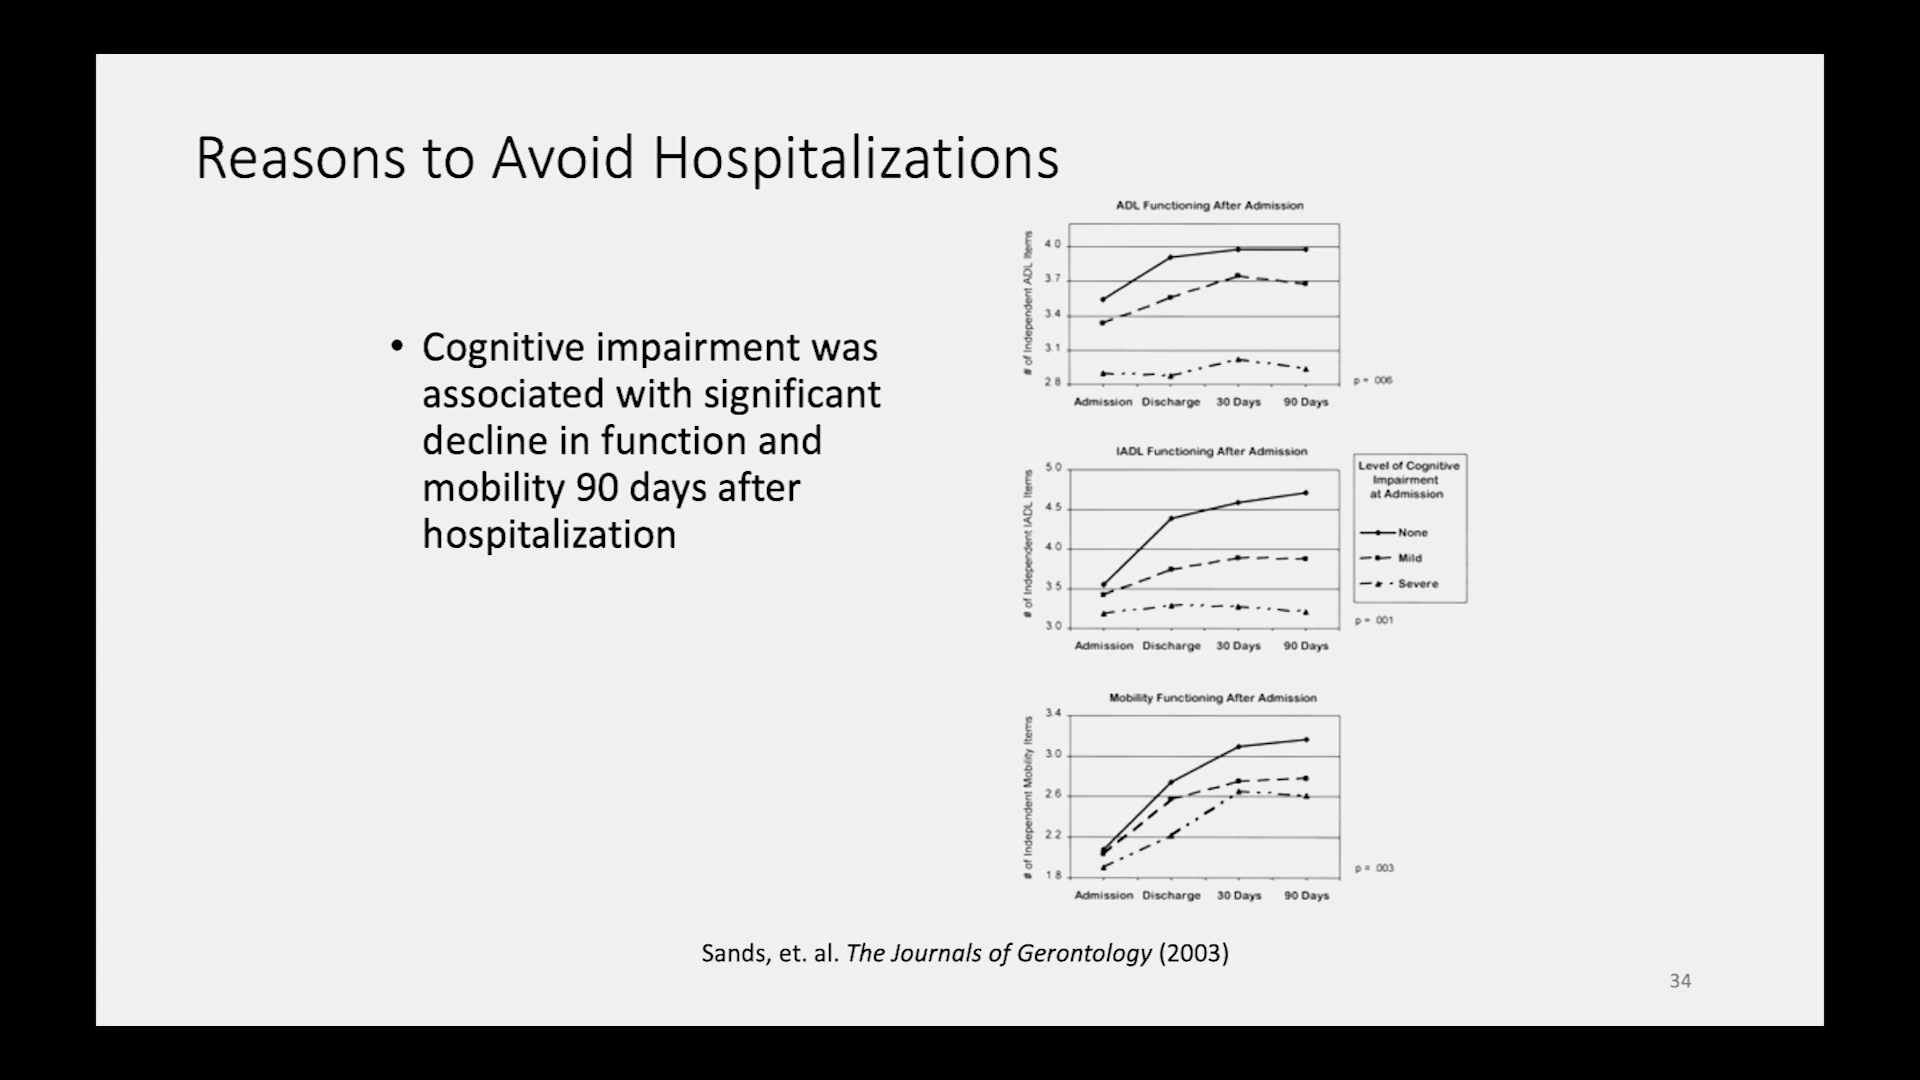 Reasons to Avoid Hospitalizations
• Cognitive impairment was
associated with significant
decline in function and
mobility 90 days after
hospitalization
ADL Functioning After Admission
# of Independent ADL Items
4.0
3.7
3.4
3.1
2.8
Admission Discharge 30 Days 90 Days
p = .006
IADL Functioning After Admission
# of Independent IADL Items
5.0
4.5
4.0
3.5
3.0
Admission Discharge 30 Days 90 Days
Level of Cognitive
Impairment
at Admission
None
Mild
Severe
p = .001
Mobility Functioning After Admission
# of Independent Mobility Items
3.4
3.0
2.6
2.2
1.8
Admission Discharge 30 Days 90 Days
p = .003
Sands, et. al. The Journals of Gerontology (2003)
34